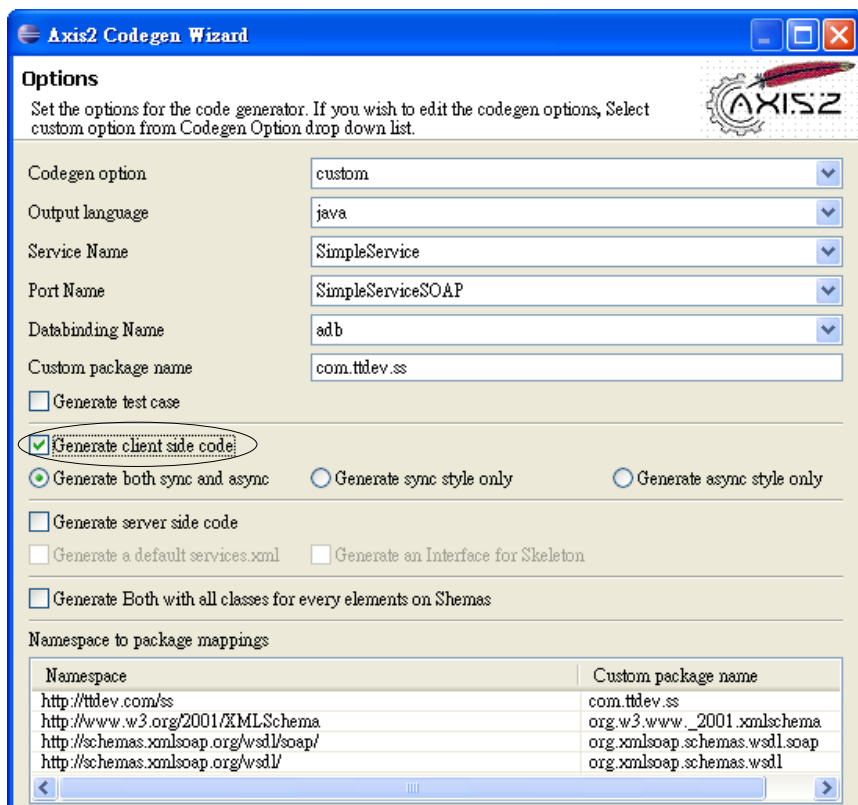 Axis2 Codegen Wizard
Options
Set the options for the code generator. If you wish to edit the codegen options, Select
custom option from Codegen Option drop down list.
AXIS2
Codegen option custom
Output language java
Service Name SimpleService
Port Name SimpleServiceSOAP
Databinding Name adb
Custom package name com.ttdev.ss
Generate test case
Generate client side code
Generate both sync and async Generate sync style only Generate async style only
Generate server side code
Generate a default services.xml Generate an Interface for Skeleton
Generate Both with all classes for every elements on Shemas
Namespace to package mappings
Namespace Custom package name
http://ttdev.com/ss com.ttdev.ss
http://www.w3.org/2001/XMLSchema org.w3.www._2001.xmlschema
http://schemas.xmlsoap.org/wsdl/soap/ org.xmlsoap.schemas.wsdl.soap
http://schemas.xmlsoap.org/wsdl/ org.xmlsoap.schemas.wsdl